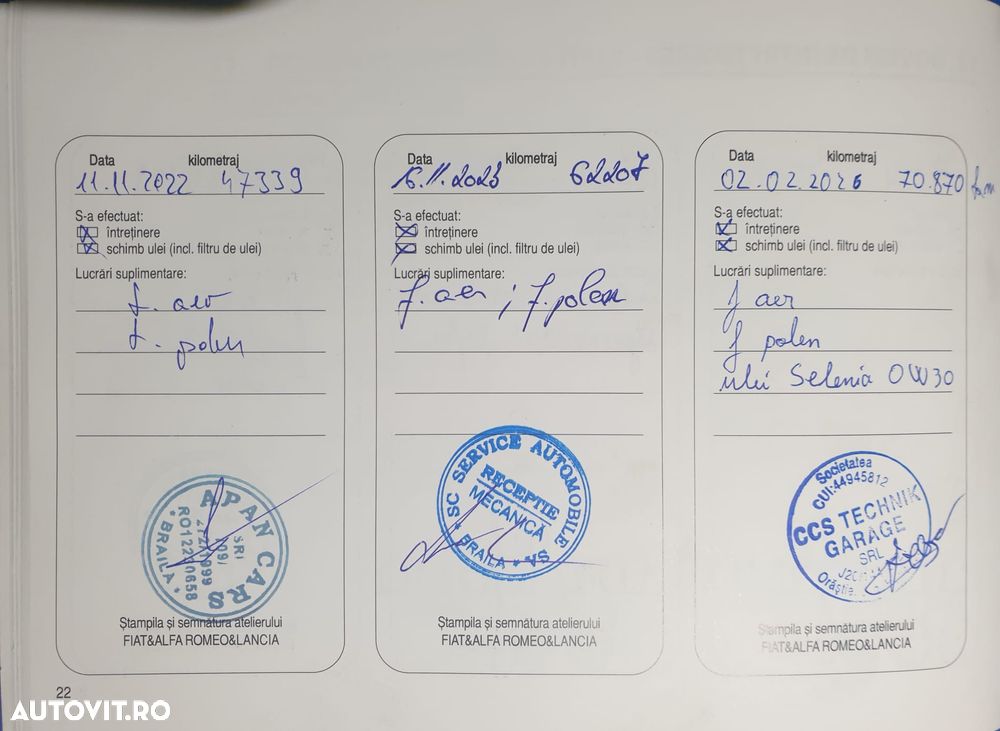 Data kilometraj
11.11.2022 47339
S-a efectuat:
întreținere
schimb ulei (incl. filtru de ulei)
Lucrări suplimentare:
f. aer
f. polen
APAN CARS
SRL
BRAILA
Ștampila și semnătura atelierului
FIAT&ALFA ROMEO&LANCIA
Data kilometraj
16.11.2023 62207
S-a efectuat:
întreținere
schimb ulei (incl. filtru de ulei)
Lucrări suplimentare:
f. aer ; f. polen
SC SERVICE AUTOMOBILE SA
RECEPTIE
MECANICĂ
BRAILA
Ștampila și semnătura atelierului
FIAT&ALFA ROMEO&LANCIA
Data kilometraj
02.02.2026 70.870 km
S-a efectuat:
întreținere
schimb ulei (incl. filtru de ulei)
Lucrări suplimentare:
f aer
f polen
ulei Selenia 0W30
Societatea
CUI:44945812
CCS TECHNIK
GARAGE
SRL
Orăștie
Ștampila și semnătura atelierului
FIAT&ALFA ROMEO&LANCIA
22
AUTOVIT.RO